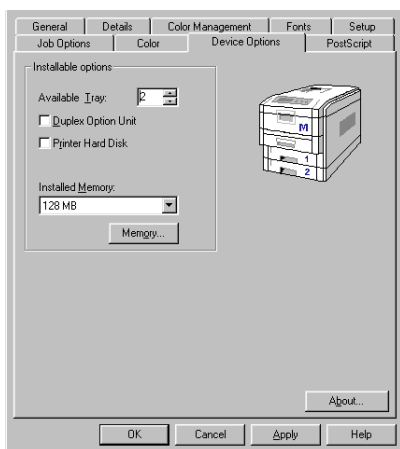 General Details Color Management Fonts Setup
Job Options Color Device Options PostScript
Installable options
Available Tray: 2
Duplex Option Unit
Printer Hard Disk
Installed Memory:
128 MB
Memory...
M
1
2
About...
OK Cancel Apply Help